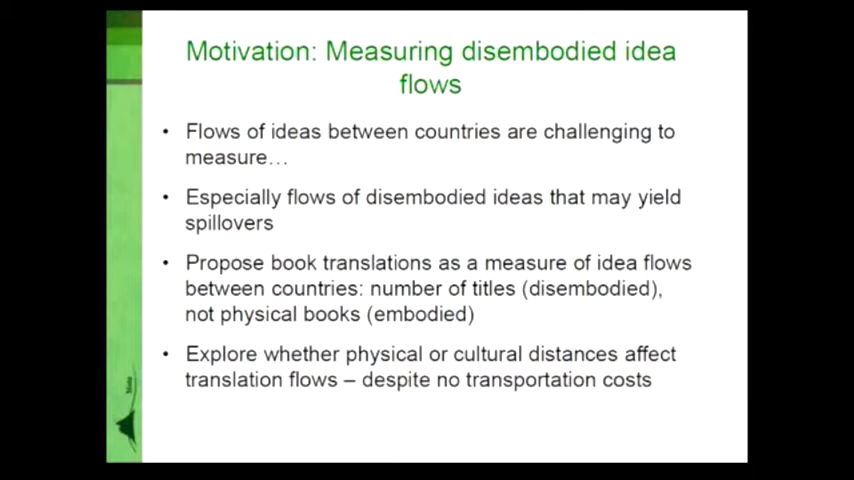 Motivation: Measuring disembodied idea
flows
• Flows of ideas between countries are challenging to
measure…
• Especially flows of disembodied ideas that may yield
spillovers
• Propose book translations as a measure of idea flows
between countries: number of titles (disembodied),
not physical books (embodied)
• Explore whether physical or cultural distances affect
translation flows – despite no transportation costs